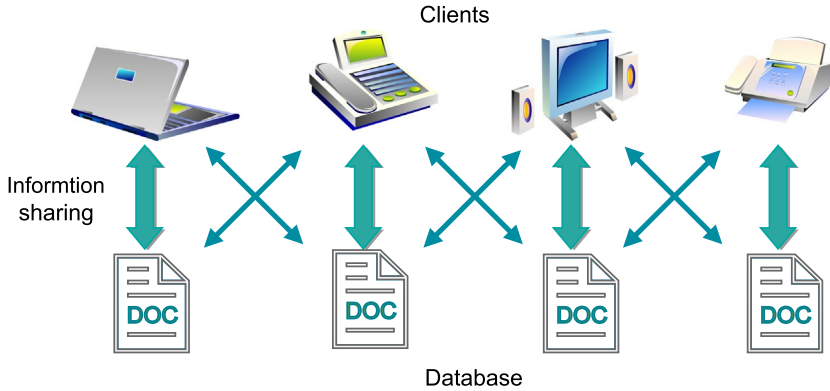 Clients
Informtion
sharing
DOC
DOC
DOC
DOC
Database